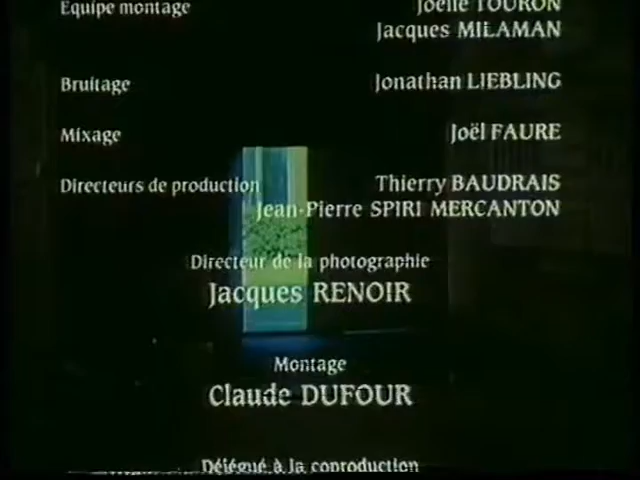 Equipe montage Joëlle TOURON
Jacques MILAMAN
Bruitage Jonathan LIEBLING
Mixage Joël FAURE
Directeurs de production Thierry BAUDRAIS
Jean-Pierre SPIRI MERCANTON
Directeur de la photographie
Jacques RENOIR
Montage
Claude DUFOUR
Délégué à la coproduction